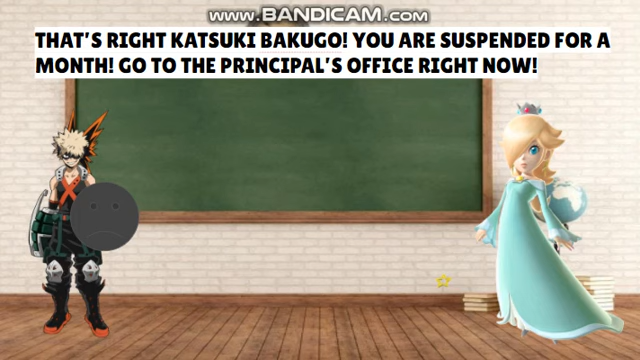 www.BANDICAM.com
THAT'S RIGHT KATSUKI BAKUGO! YOU ARE SUSPENDED FOR A
MONTH! GO TO THE PRINCIPAL'S OFFICE RIGHT NOW!